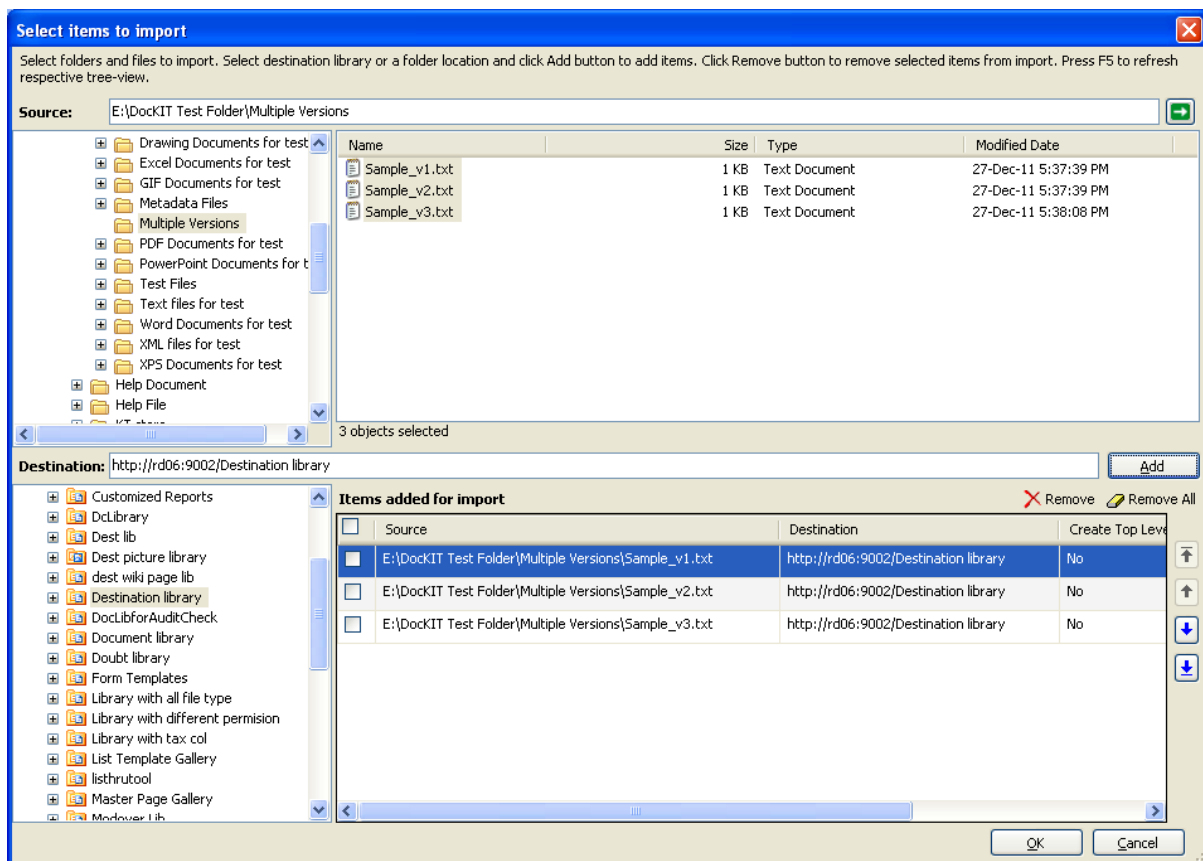 Select items to import
Select folders and files to import. Select destination library or a folder location and click Add button to add items. Click Remove button to remove selected items from import. Press F5 to refresh
respective tree-view.
Source: E:\DocKIT Test Folder\Multiple Versions
Drawing Documents for test
Excel Documents for test
GIF Documents for test
Metadata Files
Multiple Versions
PDF Documents for test
PowerPoint Documents for t
Test Files
Text files for test
Word Documents for test
XML files for test
XPS Documents for test
Help Document
Help File
Name Size Type Modified Date
Sample_v1.txt 1 KB Text Document 27-Dec-11 5:37:39 PM
Sample_v2.txt 1 KB Text Document 27-Dec-11 5:37:39 PM
Sample_v3.txt 1 KB Text Document 27-Dec-11 5:38:08 PM
3 objects selected
Destination: http://rd06:9002/Destination library Add
Customized Reports
DcLibrary
Dest lib
Dest picture library
dest wiki page lib
Destination library
DocLibforAuditCheck
Document library
Doubt library
Form Templates
Library with all file type
Library with different permision
Library with tax col
List Template Gallery
listhrutool
Master Page Gallery
Modover Lib
Items added for import Remove Remove All
Source Destination Create Top Leve
E:\DocKIT Test Folder\Multiple Versions\Sample_v1.txt http://rd06:9002/Destination library No
E:\DocKIT Test Folder\Multiple Versions\Sample_v2.txt http://rd06:9002/Destination library No
E:\DocKIT Test Folder\Multiple Versions\Sample_v3.txt http://rd06:9002/Destination library No
OK Cancel